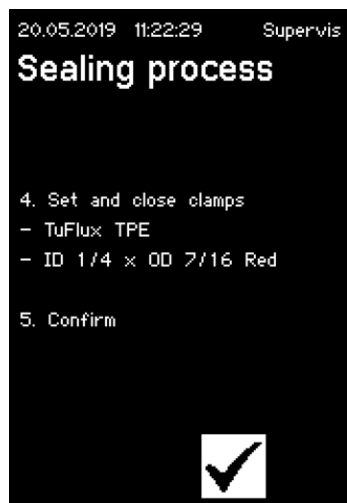 20.05.2019 11:22:29 Supervis
Sealing process
4. Set and close clamps
- TuFlux TPE
- ID 1/4 x OD 7/16 Red
5. Confirm